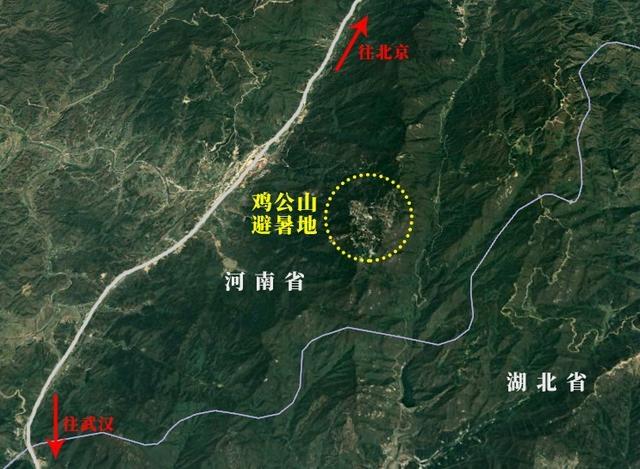 往北京
鸡公山
避暑地
河南省
湖北省
往武汉